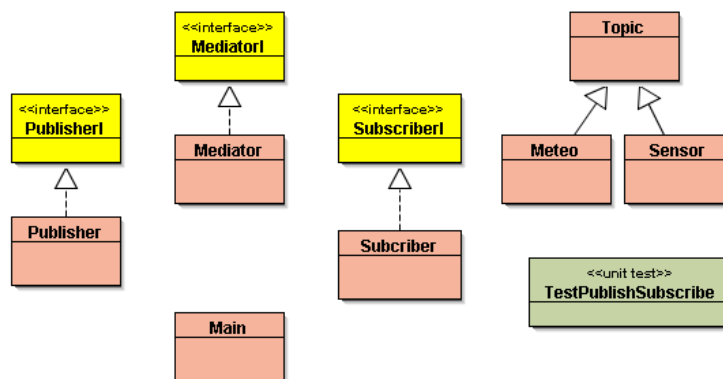 <<interface>>
MediatorI
Topic
<<interface>>
PublisherI
<<interface>>
SubscriberI
Mediator
Meteo
Sensor
Publisher
Subcriber
<<unit test>>
TestPublishSubscribe
Main